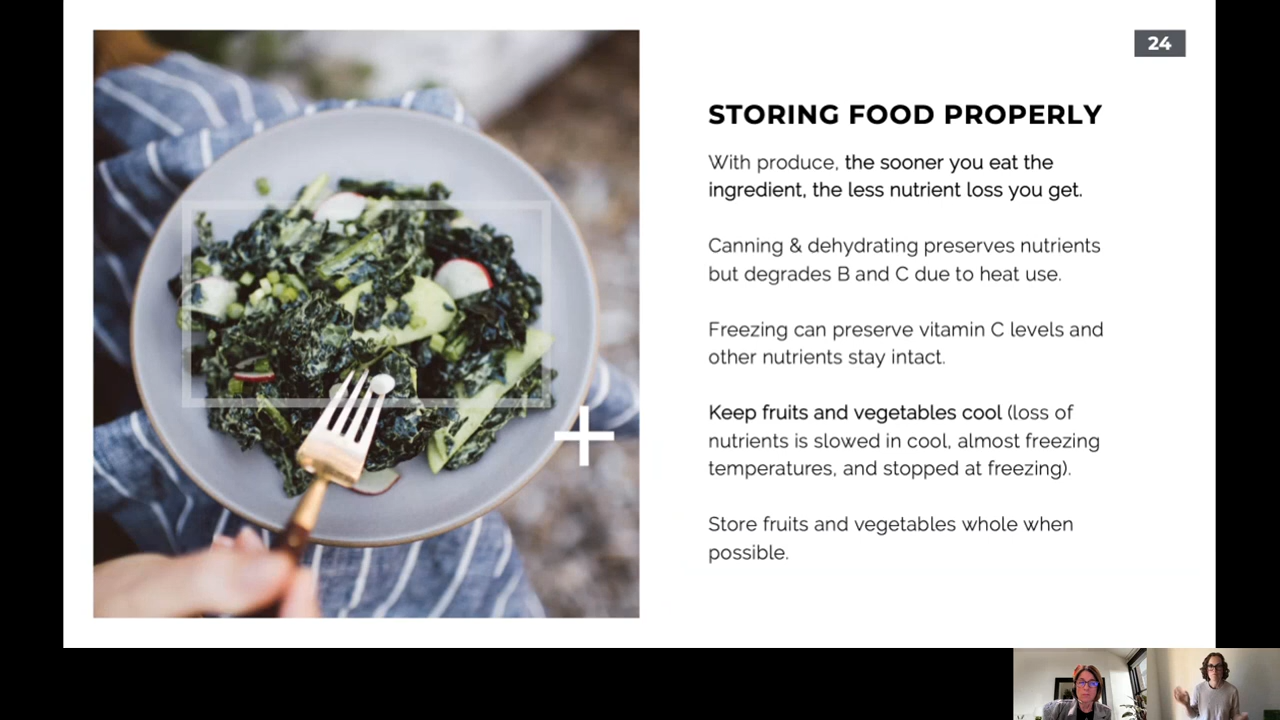 24
STORING FOOD PROPERLY
With produce, the sooner you eat the
ingredient, the less nutrient loss you get.
Canning & dehydrating preserves nutrients
but degrades B and C due to heat use.
Freezing can preserve vitamin C levels and
other nutrients stay intact.
Keep fruits and vegetables cool (loss of
nutrients is slowed in cool, almost freezing
temperatures, and stopped at freezing).
Store fruits and vegetables whole when
possible.